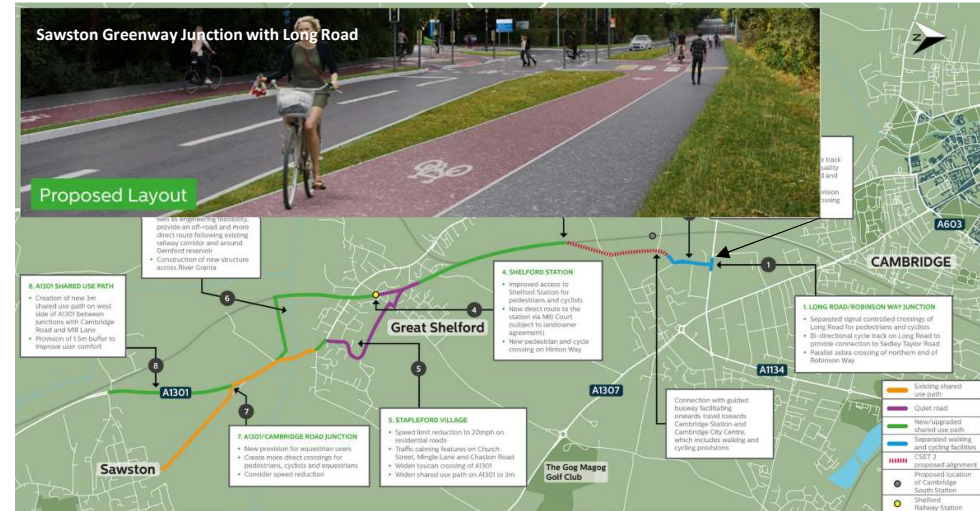 Sawston Greenway Junction with Long Road
Proposed Layout
N
e track
uality
d and
vision
ossing
A603
CAMBRIDGE
well as engineering feasibility,
provide an off-road and more
direct route following existing
railway corridor and around
Dernford reservoir
• Construction of new structure
across River Granta
8. A1301 SHARED USE PATH
• Creation of new 3m
shared use path on west
side of A1301 between
junctions with Cambridge
Road and Mill Lane
• Provision of 1.5m buffer to
improve user comfort
6
4. SHELFORD STATION
• Improved access to
Shelford Station for
pedestrians and cyclists
• New direct route to the
station via Mill Court
(subject to landowner
agreement)
• New pedestrian and cycle
crossing on Hinton Way
4
1
Great Shelford
1. LONG ROAD/ROBINSON WAY JUNCTION
• Separated signal controlled crossings of
Long Road for pedestrians and cyclists
• Bi-directional cycle track on Long Road to
provide connection to Sedley Taylor Road
• Parallel zebra crossing of northern end of
Robinson Way
8
5
A1301
A1307
A1134
7
Connection with guided
busway facilitating
onwards travel towards
Cambridge Station and
Cambridge City Centre,
which includes walking and
cycling provisions
7. A1301/CAMBRIDGE ROAD JUNCTION
• New provision for equestrian users
• Create more direct crossings for
pedestrians, cyclists and equestrians
• Consider speed reduction
5. STAPLEFORD VILLAGE
• Speed limit reduction to 20mph on
residential roads
• Traffic calming features on Church
Street, Mingle Lane and Chaston Road
• Widen toucan crossing of A1301
• Widen shared use path on A1301 to 3m
Sawston
The Gog Magog
Golf Club
Existing shared
use path
Quiet road
New/upgraded
shared use path
Separated walking
and cycling facilities
CSET 2
proposed alignment
Proposed location
of Cambridge
South Station
Shelford
Railway Station